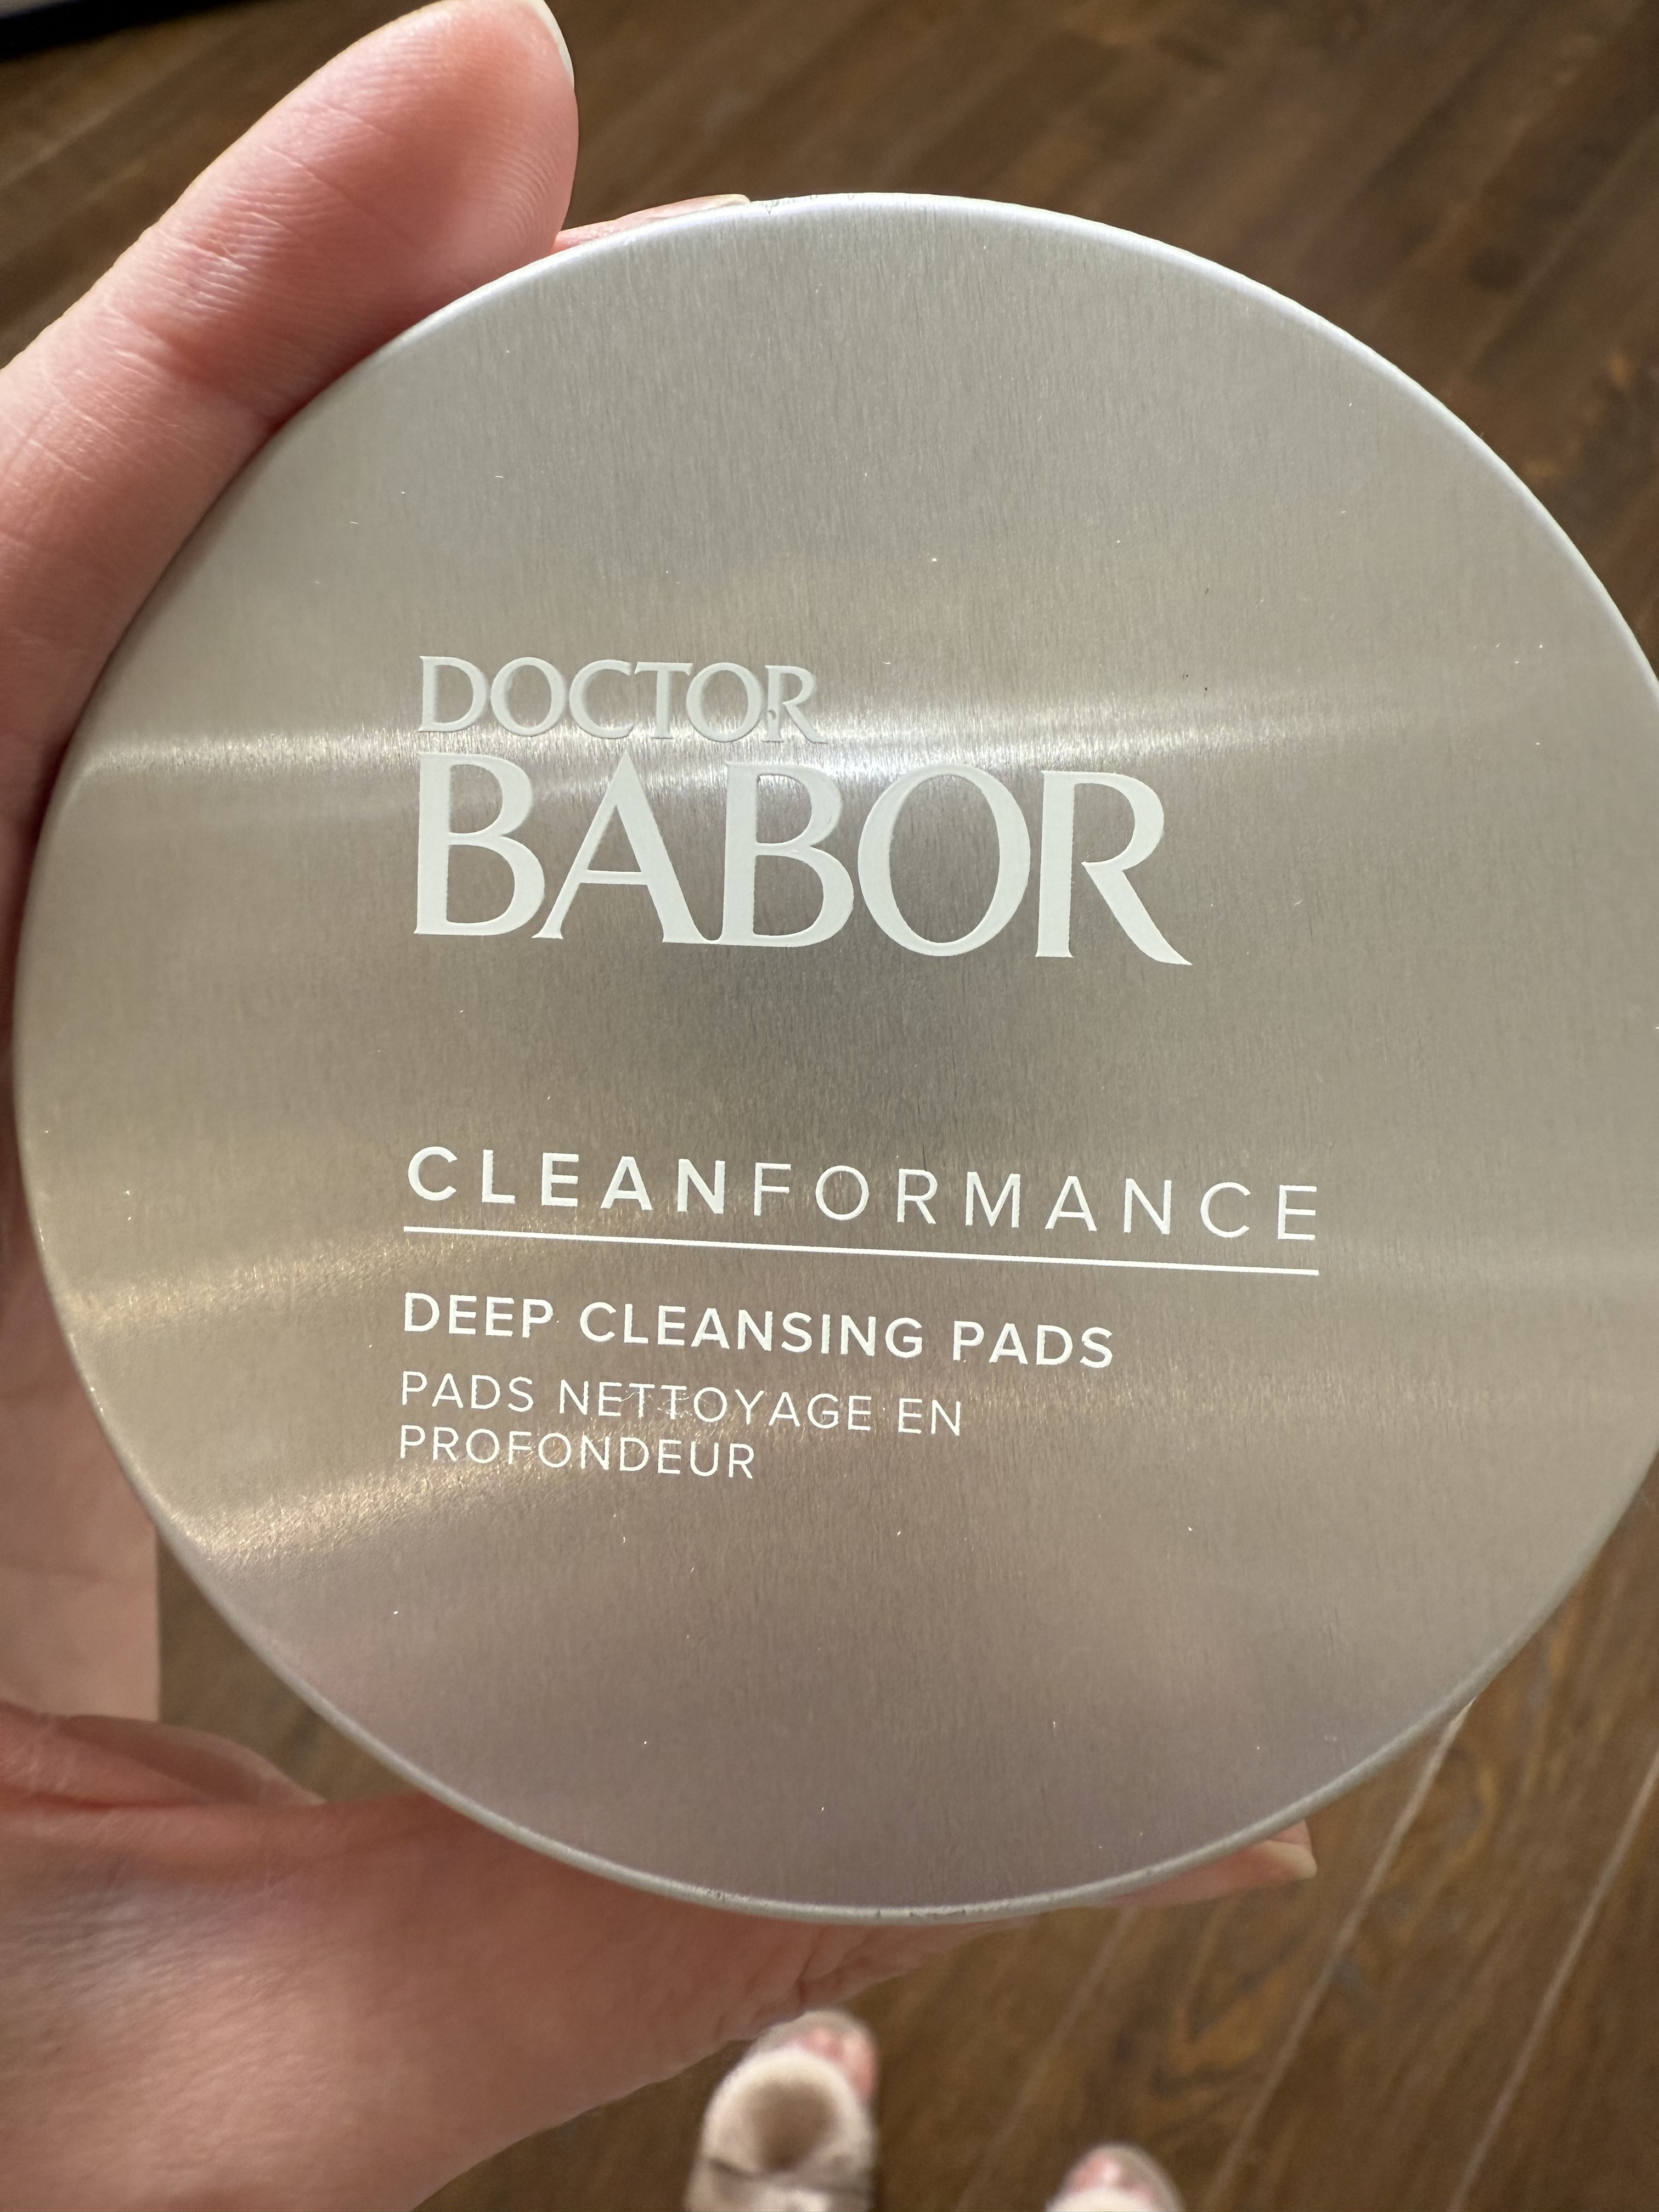 DOCTOR
BABOR
CLEANFORMANCE
DEEP CLEANSING PADS
PADS NETTOYAGE EN
PROFONDEUR